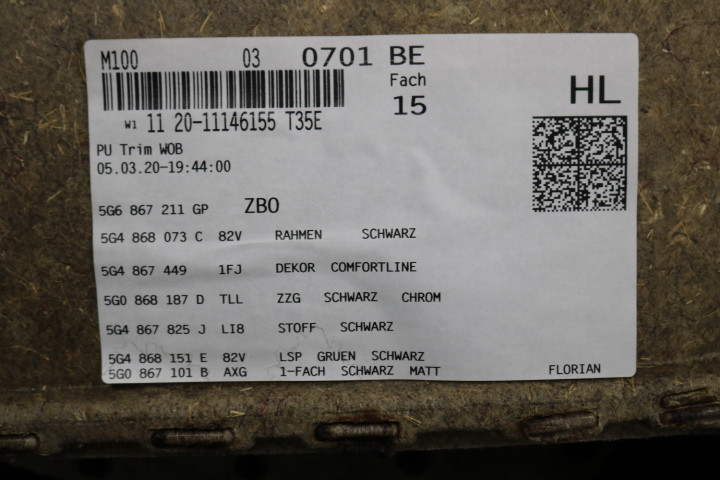 M100 03 0701 BE
Fach
15
HL
W1 11 20-11146155 T35E
PU Trim WOB
05.03.20-19:44:00
5G6 867 211 GP ZBO
5G4 868 073 C 82V RAHMEN SCHWARZ
5G4 867 449 1FJ DEKOR COMFORTLINE
5G0 868 187 D TLL ZZG SCHWARZ CHROM
5G4 867 825 J LI8 STOFF SCHWARZ
5G4 868 151 E 82V LSP GRUEN SCHWARZ
5G0 867 101 B AXG 1-FACH SCHWARZ MATT
FLORIAN